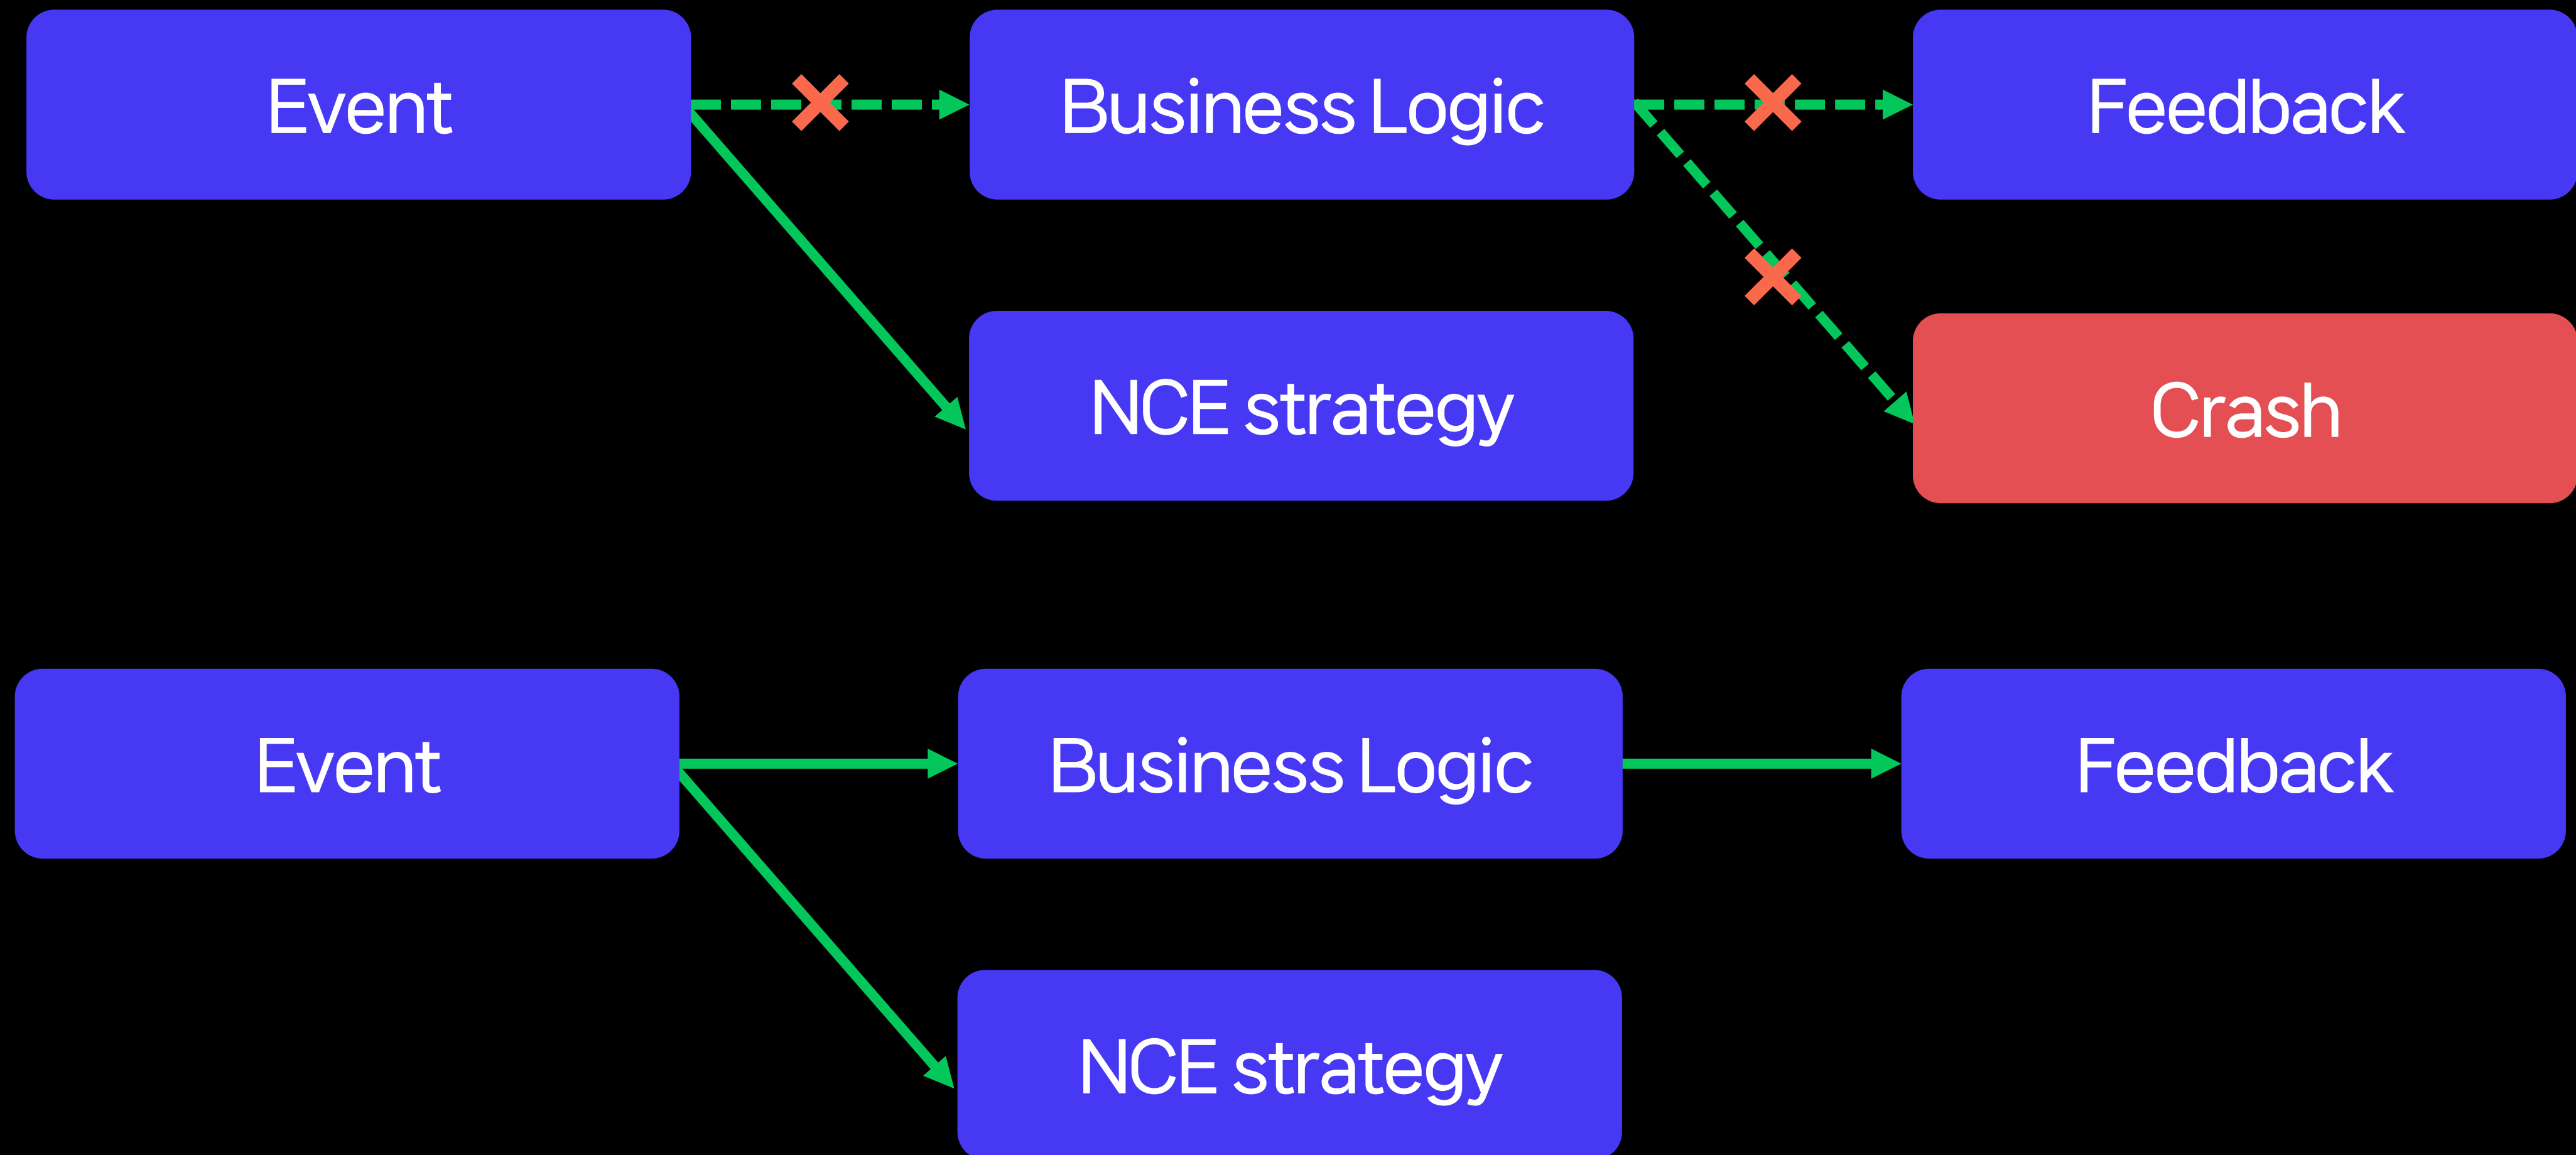 Event
Business Logic
Feedback
NCE strategy
Crash
Event
Business Logic
Feedback
NCE strategy